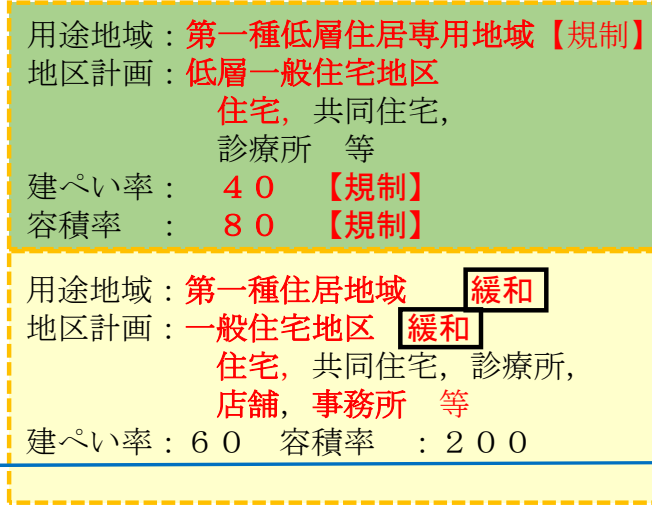 用途地域：第一種低層住居専用地域【規制】
地区計画：低層一般住宅地区
住宅，共同住宅，
診療所　等
建ぺい率：　４０　【規制】
容積率　：　８０　【規制】
用途地域：第一種住居地域　緩和
地区計画：一般住宅地区　緩和
住宅，共同住宅，診療所，
店舗，事務所　等
建ぺい率：６０　容積率　：２００